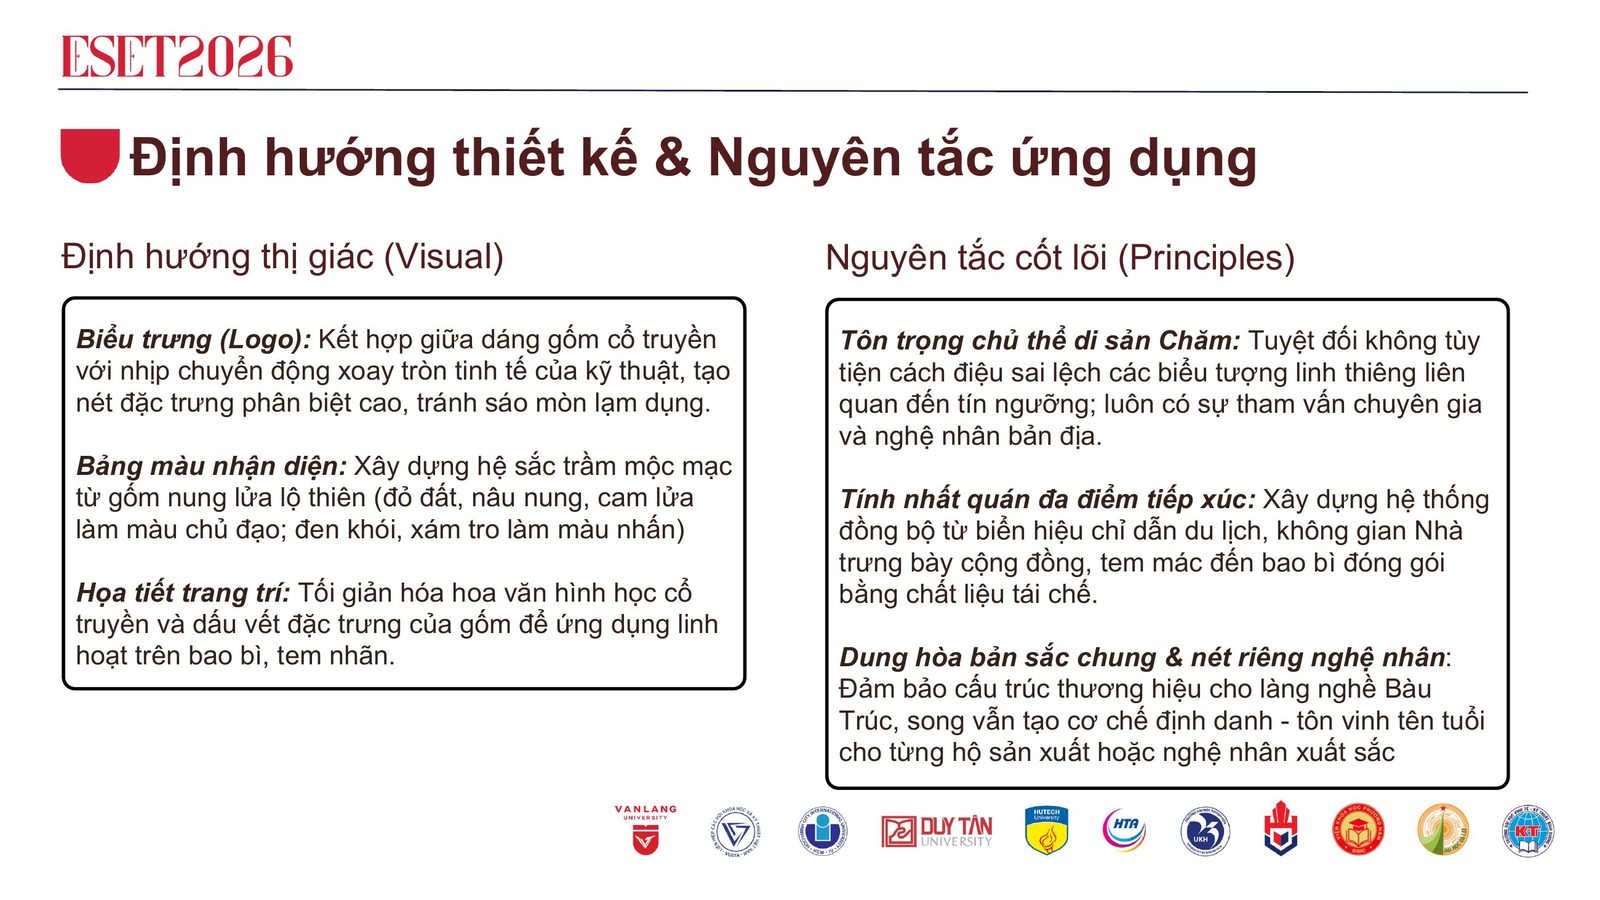 ESET2026
Định hướng thiết kế & Nguyên tắc ứng dụng
Định hướng thị giác (Visual)
Biểu trưng (Logo): Kết hợp giữa dáng gốm cổ truyền
với nhịp chuyển động xoay tròn tinh tế của kỹ thuật, tạo
nét đặc trưng phân biệt cao, tránh sáo mòn lạm dụng.
Bảng màu nhận diện: Xây dựng hệ sắc trầm mộc mạc
từ gốm nung lửa lộ thiên (đỏ đất, nâu nung, cam lửa
làm màu chủ đạo; đen khói, xám tro làm màu nhấn)
Họa tiết trang trí: Tối giản hóa hoa văn hình học cổ
truyền và dấu vết đặc trưng của gốm để ứng dụng linh
hoạt trên bao bì, tem nhãn.
Nguyên tắc cốt lõi (Principles)
Tôn trọng chủ thể di sản Chăm: Tuyệt đối không tùy
tiện cách điệu sai lệch các biểu tượng linh thiêng liên
quan đến tín ngưỡng; luôn có sự tham vấn chuyên gia
và nghệ nhân bản địa.
Tính nhất quán đa điểm tiếp xúc: Xây dựng hệ thống
đồng bộ từ biển hiệu chỉ dẫn du lịch, không gian Nhà
trưng bày cộng đồng, tem mác đến bao bì đóng gói
bằng chất liệu tái chế.
Dung hòa bản sắc chung & nét riêng nghệ nhân:
Đảm bảo cấu trúc thương hiệu cho làng nghề Bàu
Trúc, song vẫn tạo cơ chế định danh - tôn vinh tên tuổi
cho từng hộ sản xuất hoặc nghệ nhân xuất sắc
VANLANG
UNIVERSITY
DUY TÂN
UNIVERSITY
HUTECH
University
HTA
UKH